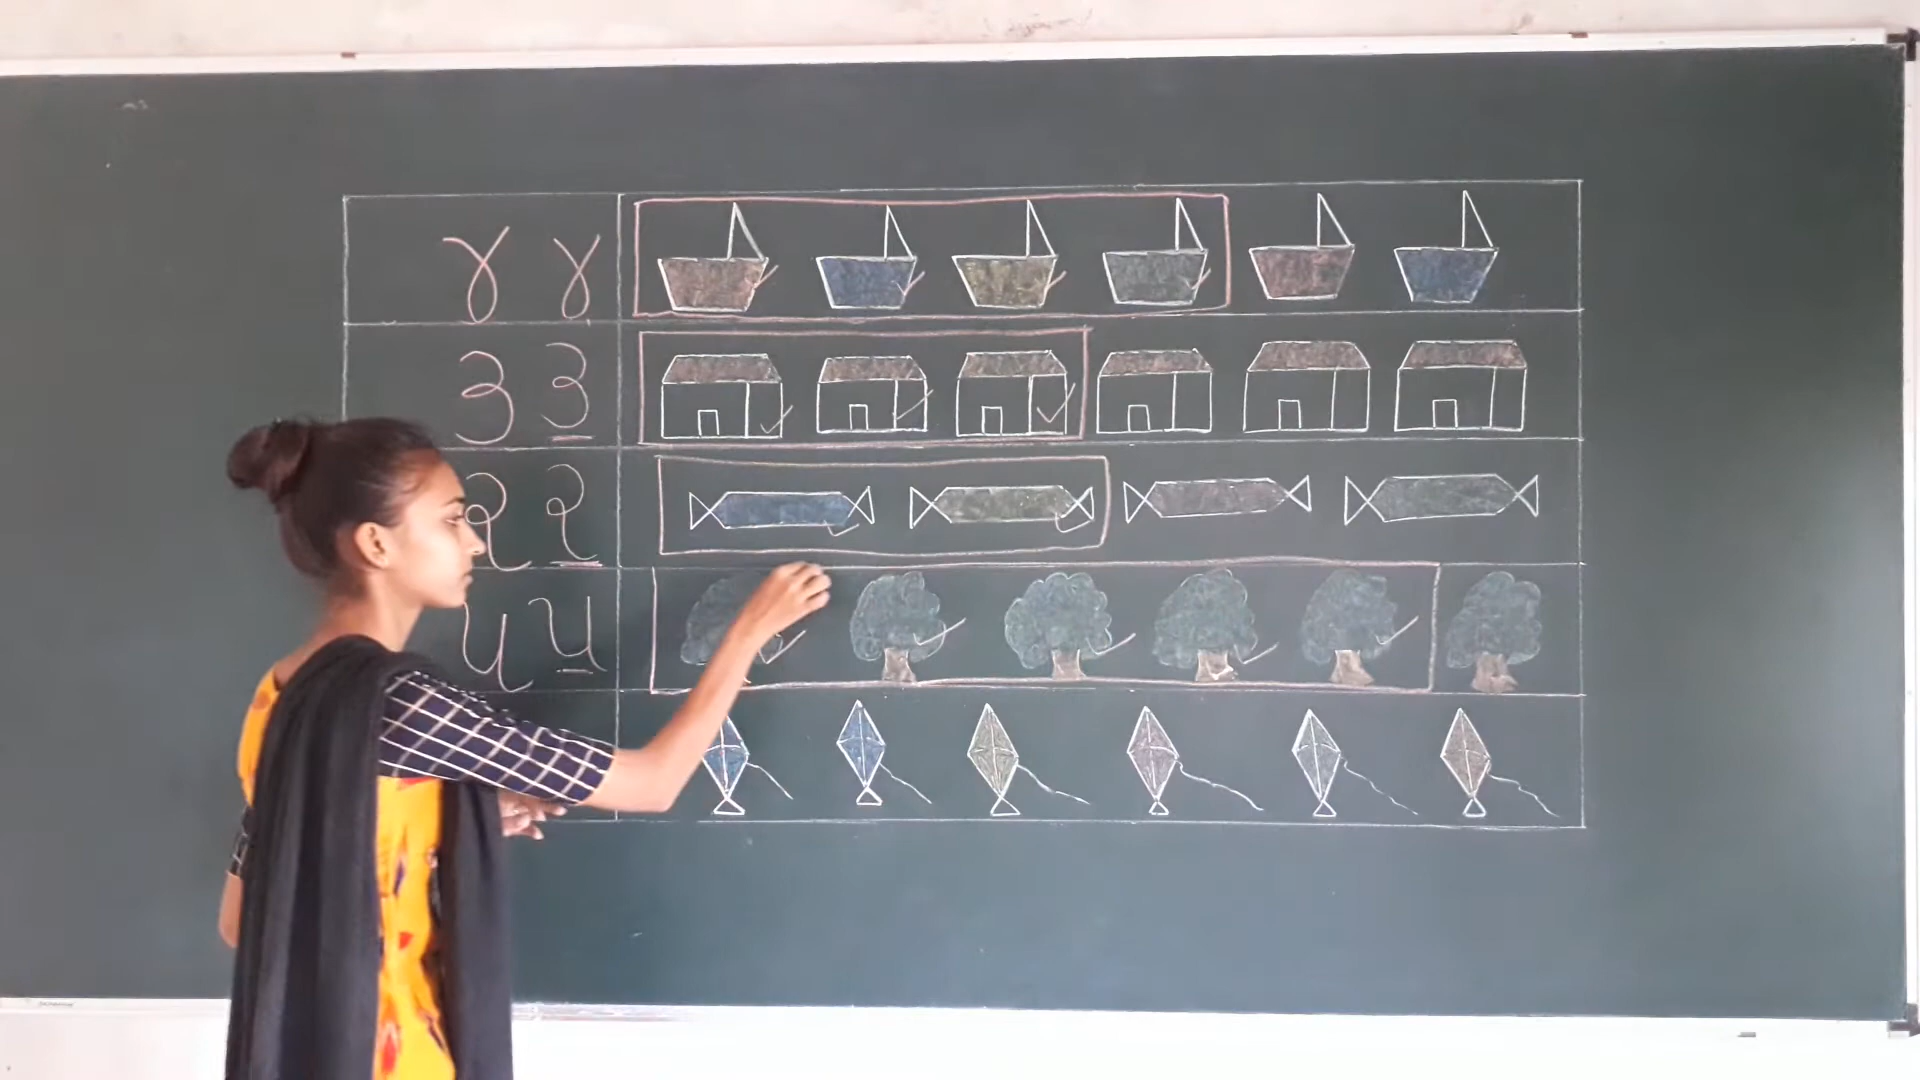 ૪ ૪
૩ ૩
૨ ૨
૫ ૫